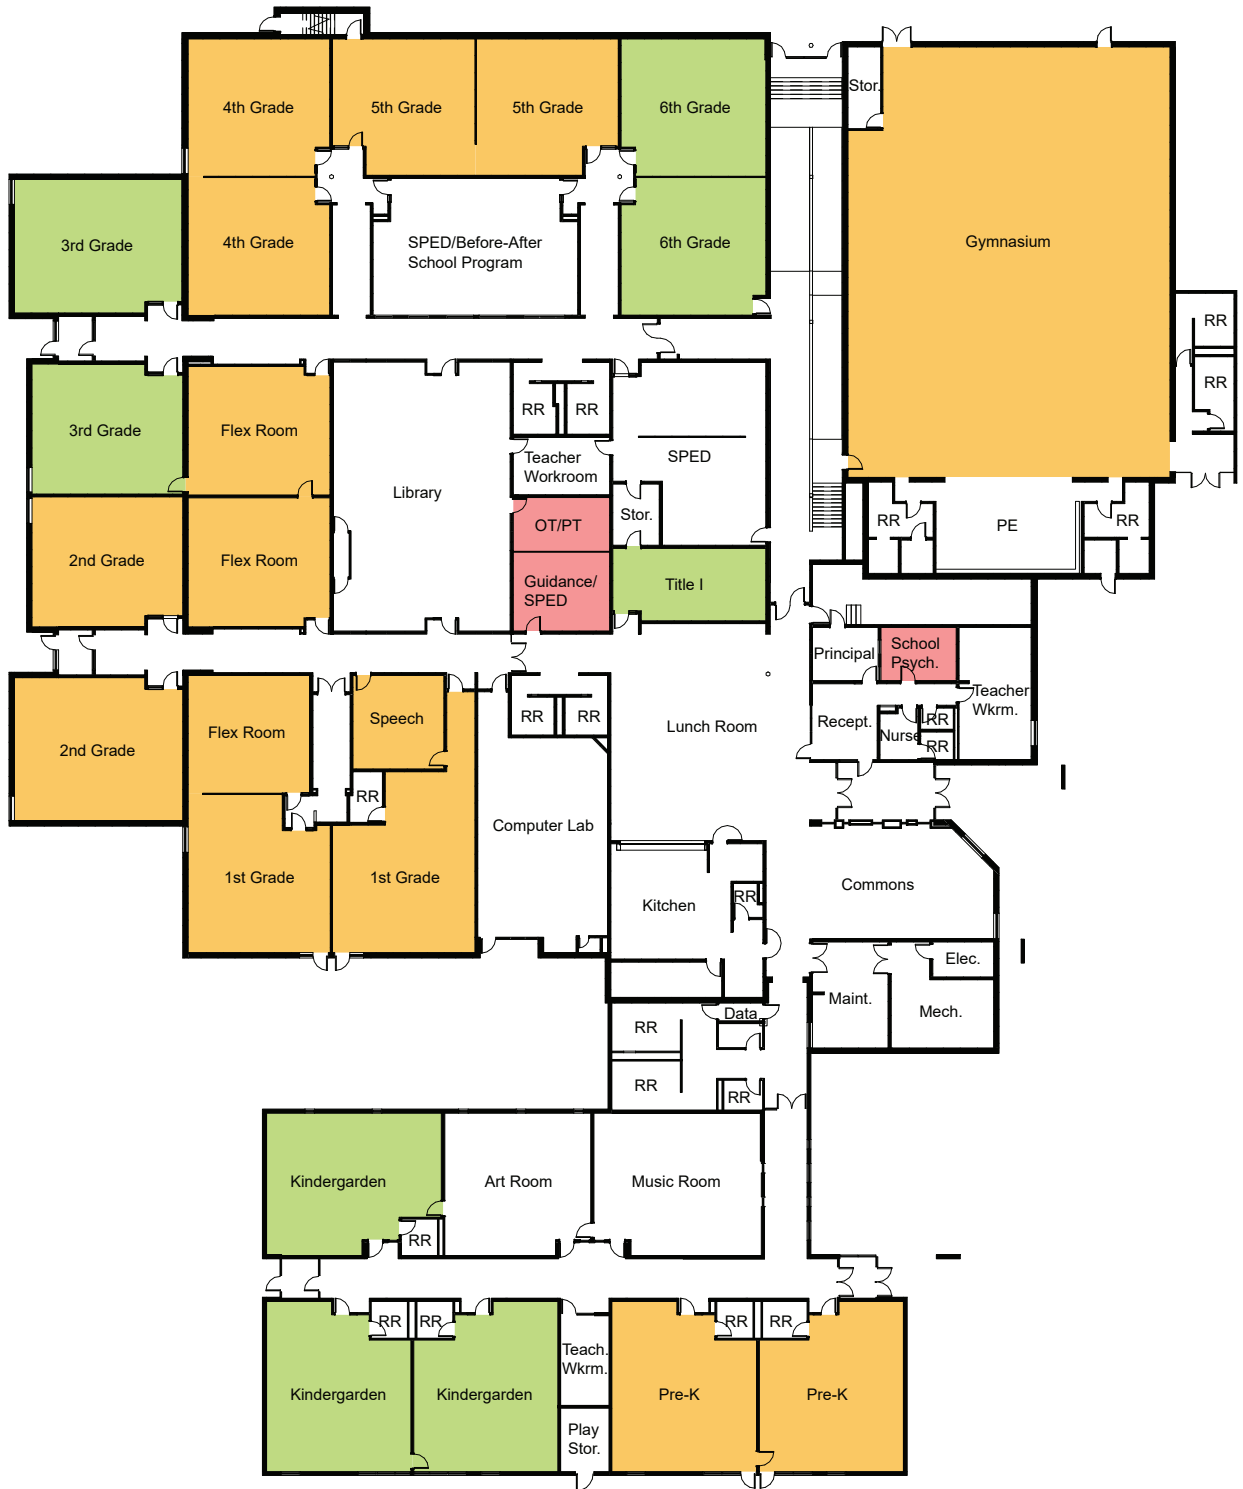 Stor.
4th Grade
5th Grade
5th Grade
6th Grade
3rd Grade
4th Grade
SPED/Before-After
School Program
6th Grade
Gymnasium
RR
RR
3rd Grade
Flex Room
Library
RR
RR
Teacher
Workroom
SPED
Stor.
OT/PT
RR
PE
RR
2nd Grade
Flex Room
Guidance/
SPED
Title I
Principal
School
Psych.
Teacher
Wkrm.
Recept.
Nurse
RR
RR
2nd Grade
Flex Room
Speech
RR
RR
RR
Lunch Room
Computer Lab
1st Grade
1st Grade
Kitchen
RR
Commons
Elec.
Maint.
Mech.
Data
RR
RR
RR
Kindergarden
RR
Art Room
Music Room
RR
RR
Teach.
Wkrm.
RR
RR
Kindergarden
Kindergarden
Pre-K
Pre-K
Play
Stor.